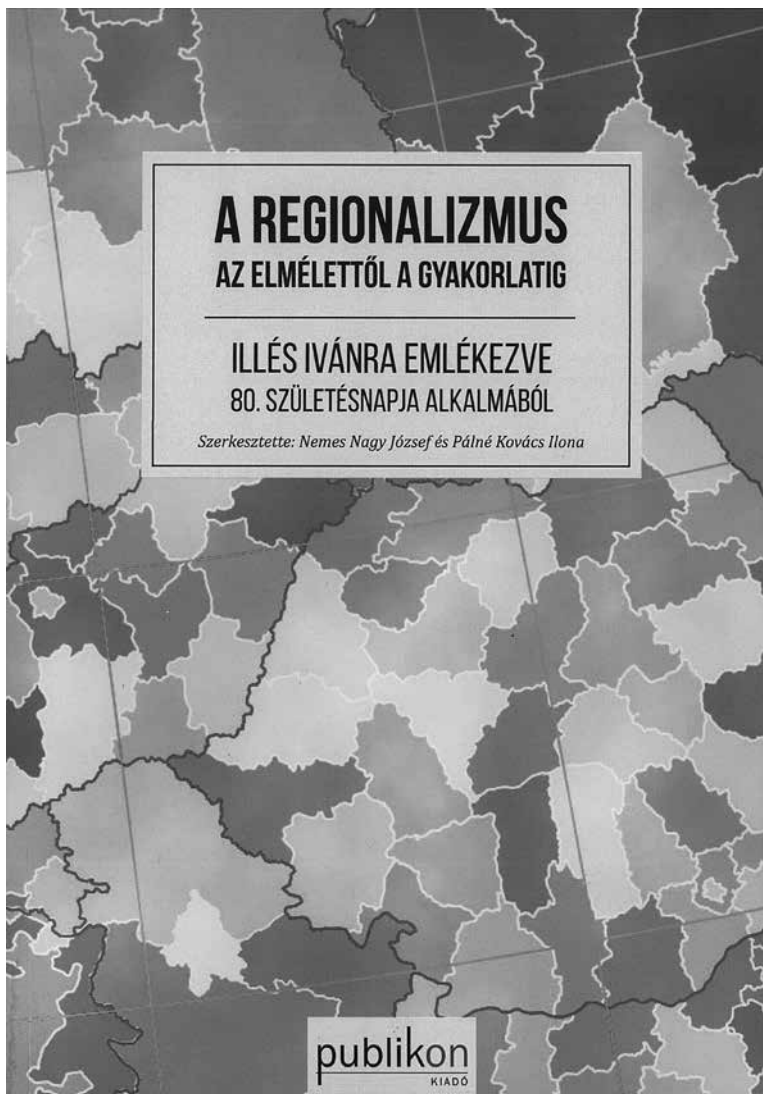 A REGIONALIZMUS
AZ ELMÉLETTŐL A GYAKORLATIG
ILLÉS IVÁNRA EMLÉKEZVE
80. SZÜLETÉSNAPJA ALKALMÁBÓL
Szerkesztette: Nemes Nagy József és Pálné Kovács Ilona
publikon
KIADÓ